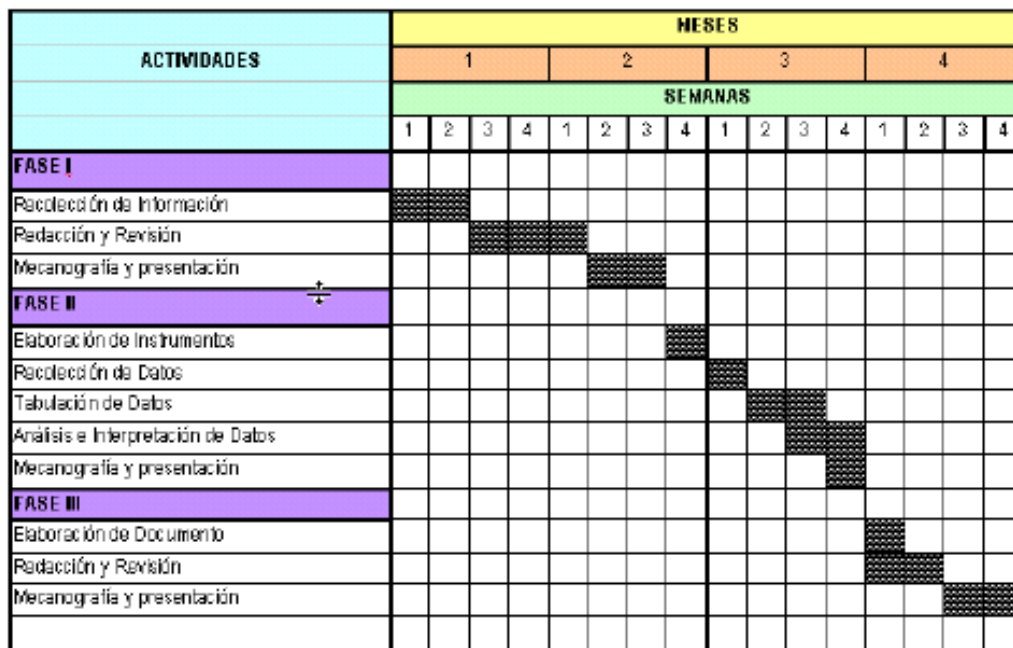 MESES
ACTIVIDADES 1 2 3 4
SEMANAS
1 2 3 4 1 2 3 4 1 2 3 4 1 2 3 4
FASE I
Recolección de Información
Redacción y Revisión
Mecanografía y presentación
FASE II
Elaboración de Instrumentos
Recolección de Datos
Tabulación de Datos
Análisis e Interpretación de Datos
Mecanografía y presentación
FASE III
Elaboración de Documento
Redacción y Revisión
Mecanografía y presentación